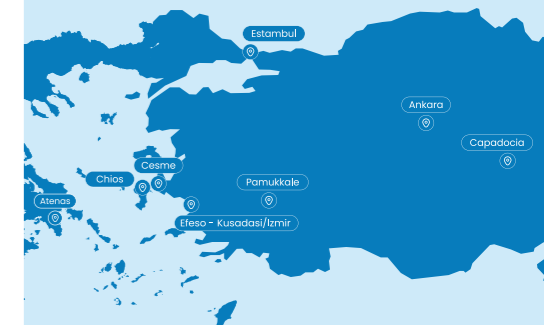 Estambul
Ankara
Capadocia
Cesme
Chios
Pamukkale
Atenas
Efeso - Kusadasi/Izmir